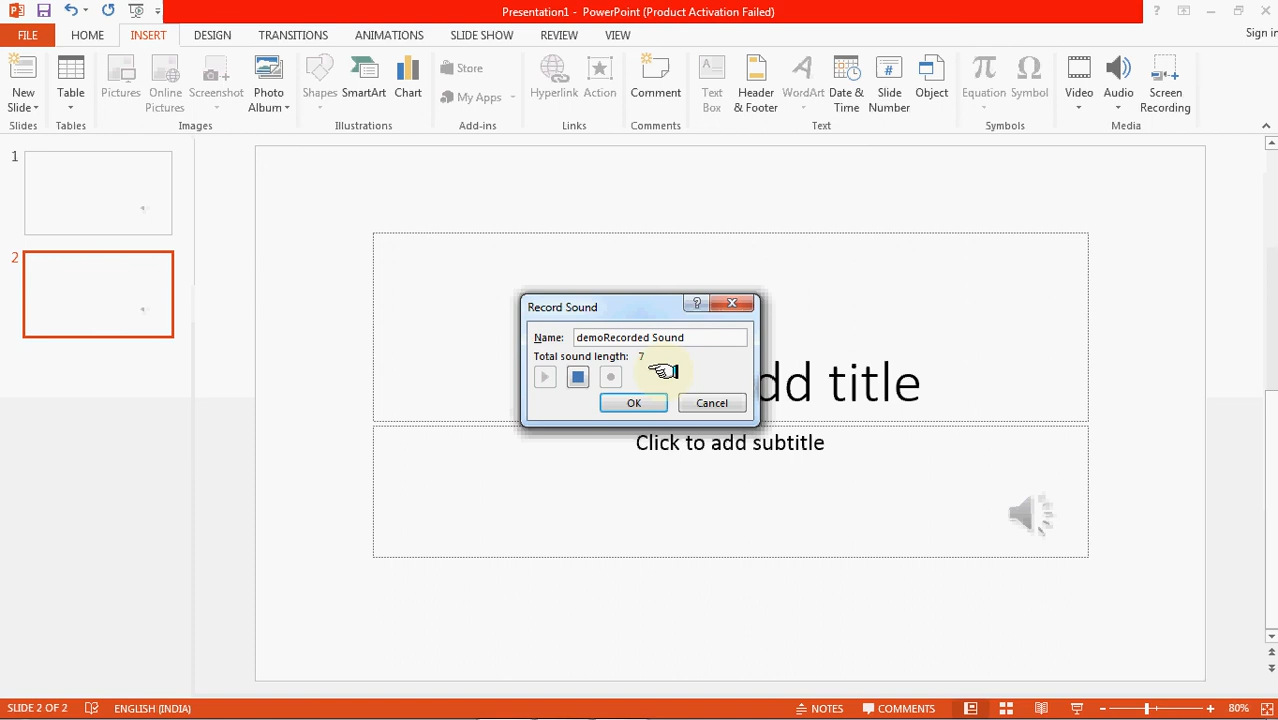 Presentation1 - PowerPoint (Product Activation Failed)
FILE HOME INSERT DESIGN TRANSITIONS ANIMATIONS SLIDE SHOW REVIEW VIEW Sign in
New Slide Table Pictures Online Pictures Screenshot Photo Album Shapes SmartArt Chart Store My Apps Hyperlink Action Comment Text Box Header & Footer WordArt Date & Time Slide Number Object Equation Symbol Video Audio Screen Recording
Slides Tables Images Illustrations Add-ins Links Comments Text Symbols Media
1
2
Record Sound
Name: demoRecorded Sound
Total sound length: 7
OK Cancel
dd title
Click to add subtitle
SLIDE 2 OF 2 ENGLISH (INDIA) NOTES COMMENTS 80%